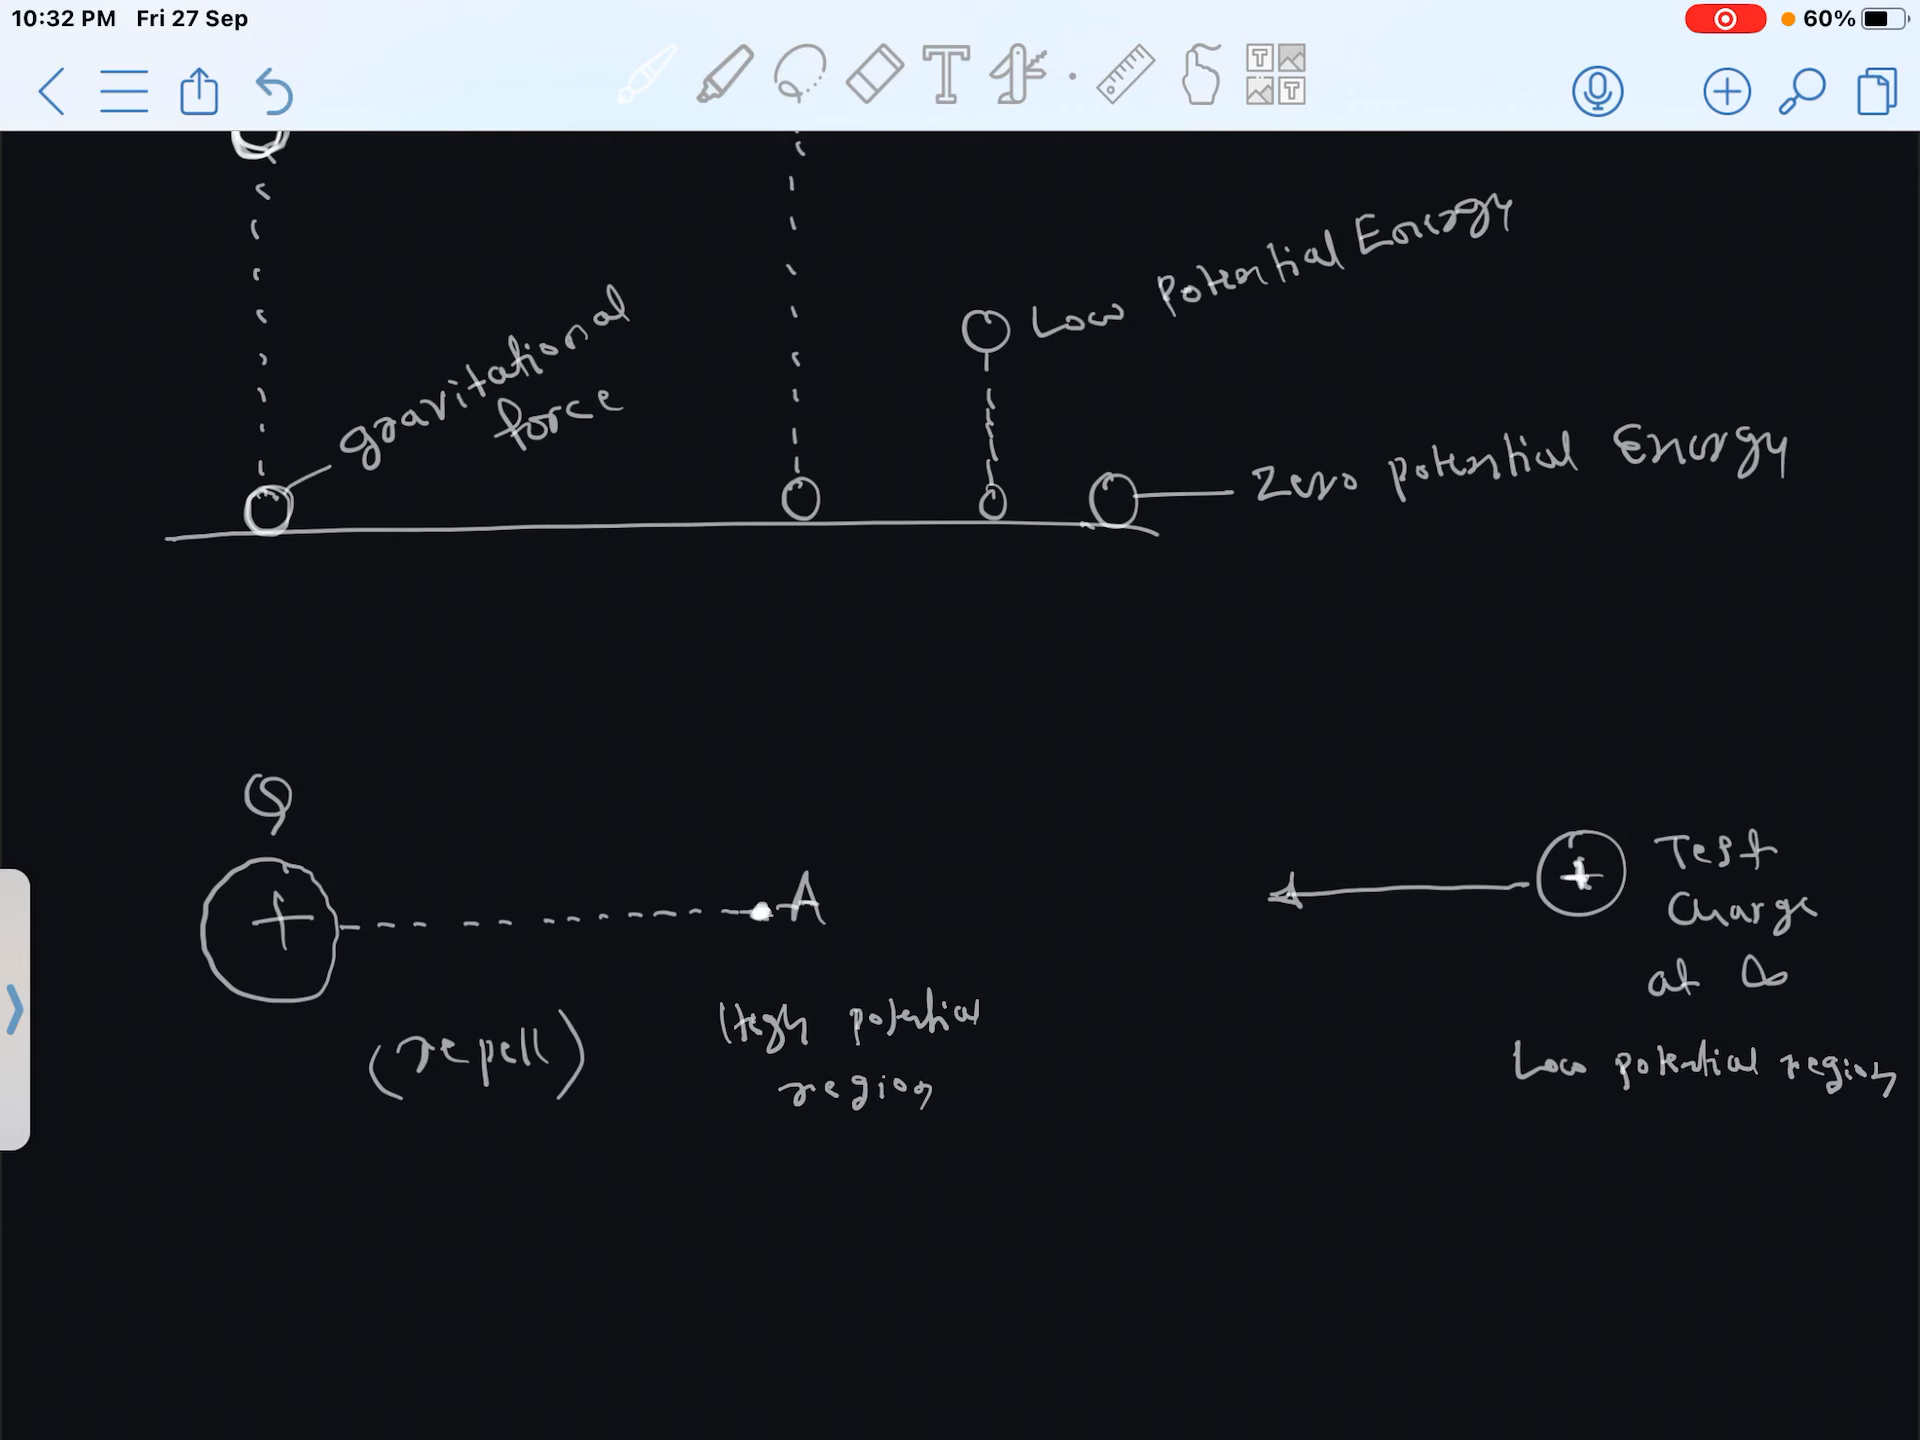 10:32 PM Fri 27 Sep
60%
Low Potential Energy
gravitational
force
Zero potential Energy
Q
+
A
+
Test
Charge
at ∞
(repell)
High potential
region
Low potential region